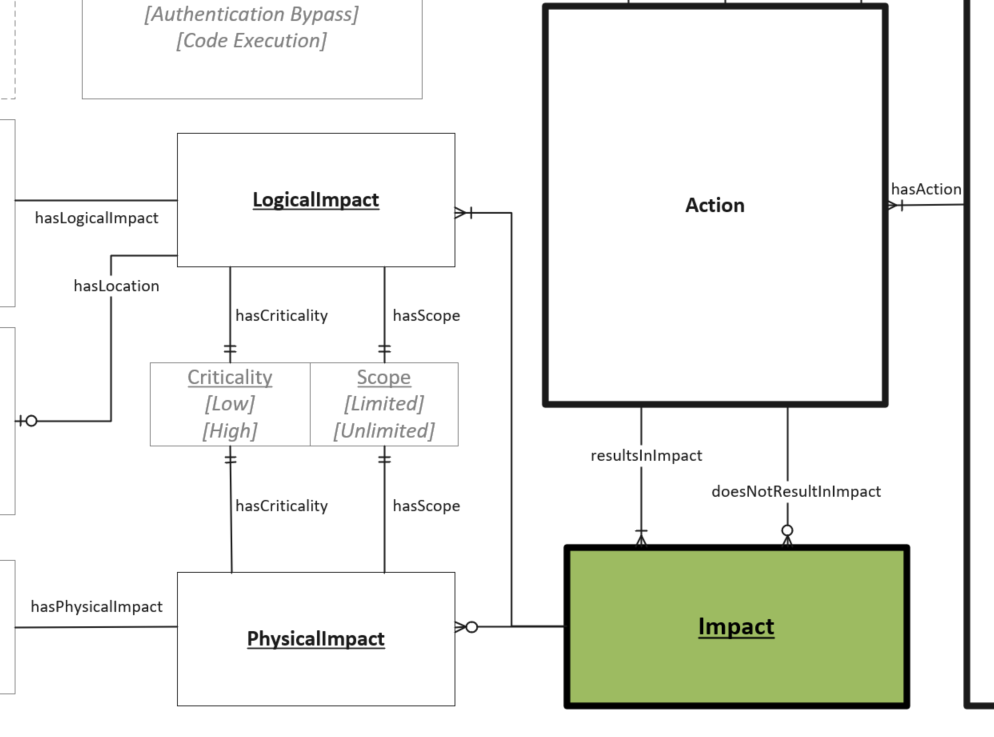 [Authentication Bypass]
[Code Execution]
LogicalImpact
Action
hasAction
hasLogicalImpact
hasLocation
hasCriticality
hasScope
Criticality
[Low]
[High]
Scope
[Limited]
[Unlimited]
resultsInImpact
doesNotResultInImpact
hasCriticality
hasScope
hasPhysicalImpact
PhysicalImpact
Impact